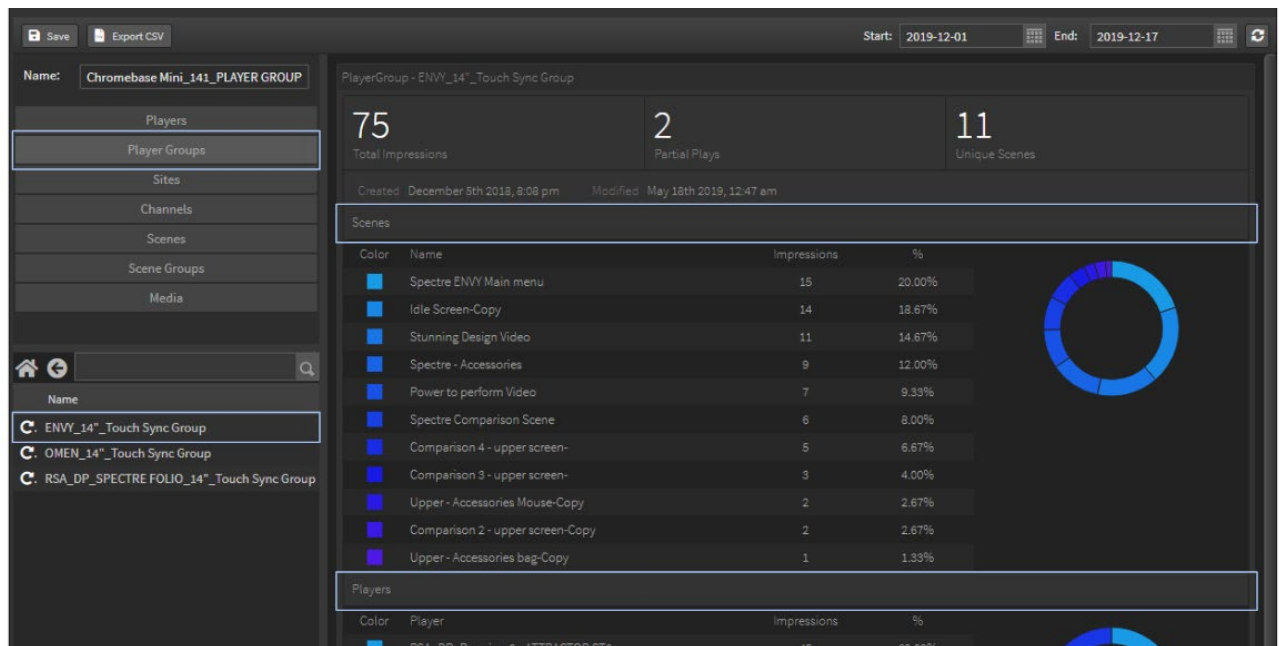 Save Export CSV Start: 2019-12-01 End: 2019-12-17
Name: Chromebase Mini_141_PLAYER GROUP
Players
Player Groups
Sites
Channels
Scenes
Scene Groups
Media
Name
ENVY_14"_Touch Sync Group
OMEN_14"_Touch Sync Group
RSA_DP_SPECTRE FOLIO_14"_Touch Sync Group
PlayerGroup - ENVY_14"_Touch Sync Group
75 2 11
Total Impressions Partial Plays Unique Scenes
Created December 5th 2018, 8:08 pm Modified May 18th 2019, 12:47 am
Scenes
Color Name Impressions %
Spectre ENVY Main menu 15 20.00%
Idle Screen-Copy 14 18.67%
Stunning Design Video 11 14.67%
Spectre - Accessories 9 12.00%
Power to perform Video 7 9.33%
Spectre Comparison Scene 6 8.00%
Comparison 4 - upper screen- 5 6.67%
Comparison 3 - upper screen- 3 4.00%
Upper - Accessories Mouse-Copy 2 2.67%
Comparison 2 - upper screen-Copy 2 2.67%
Upper - Accessories bag-Copy 1 1.33%
Players
Color Player Impressions %